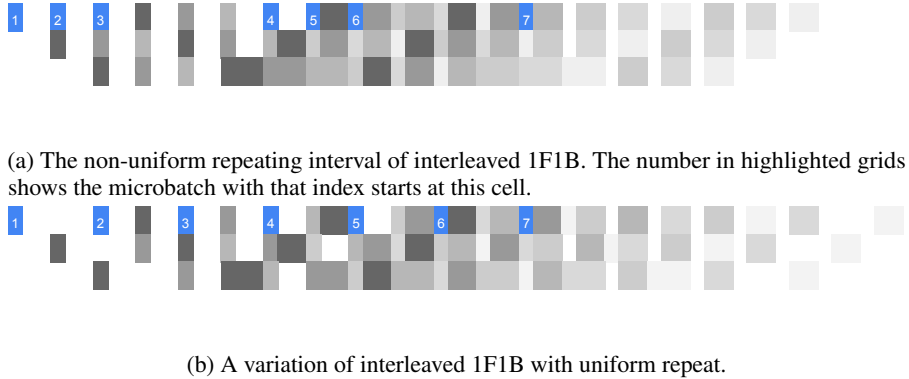 1 2 3 4 5 6 7
(a) The non-uniform repeating interval of interleaved 1F1B. The number in highlighted grids
shows the microbatch with that index starts at this cell.
1 2 3 4 5 6 7
(b) A variation of interleaved 1F1B with uniform repeat.